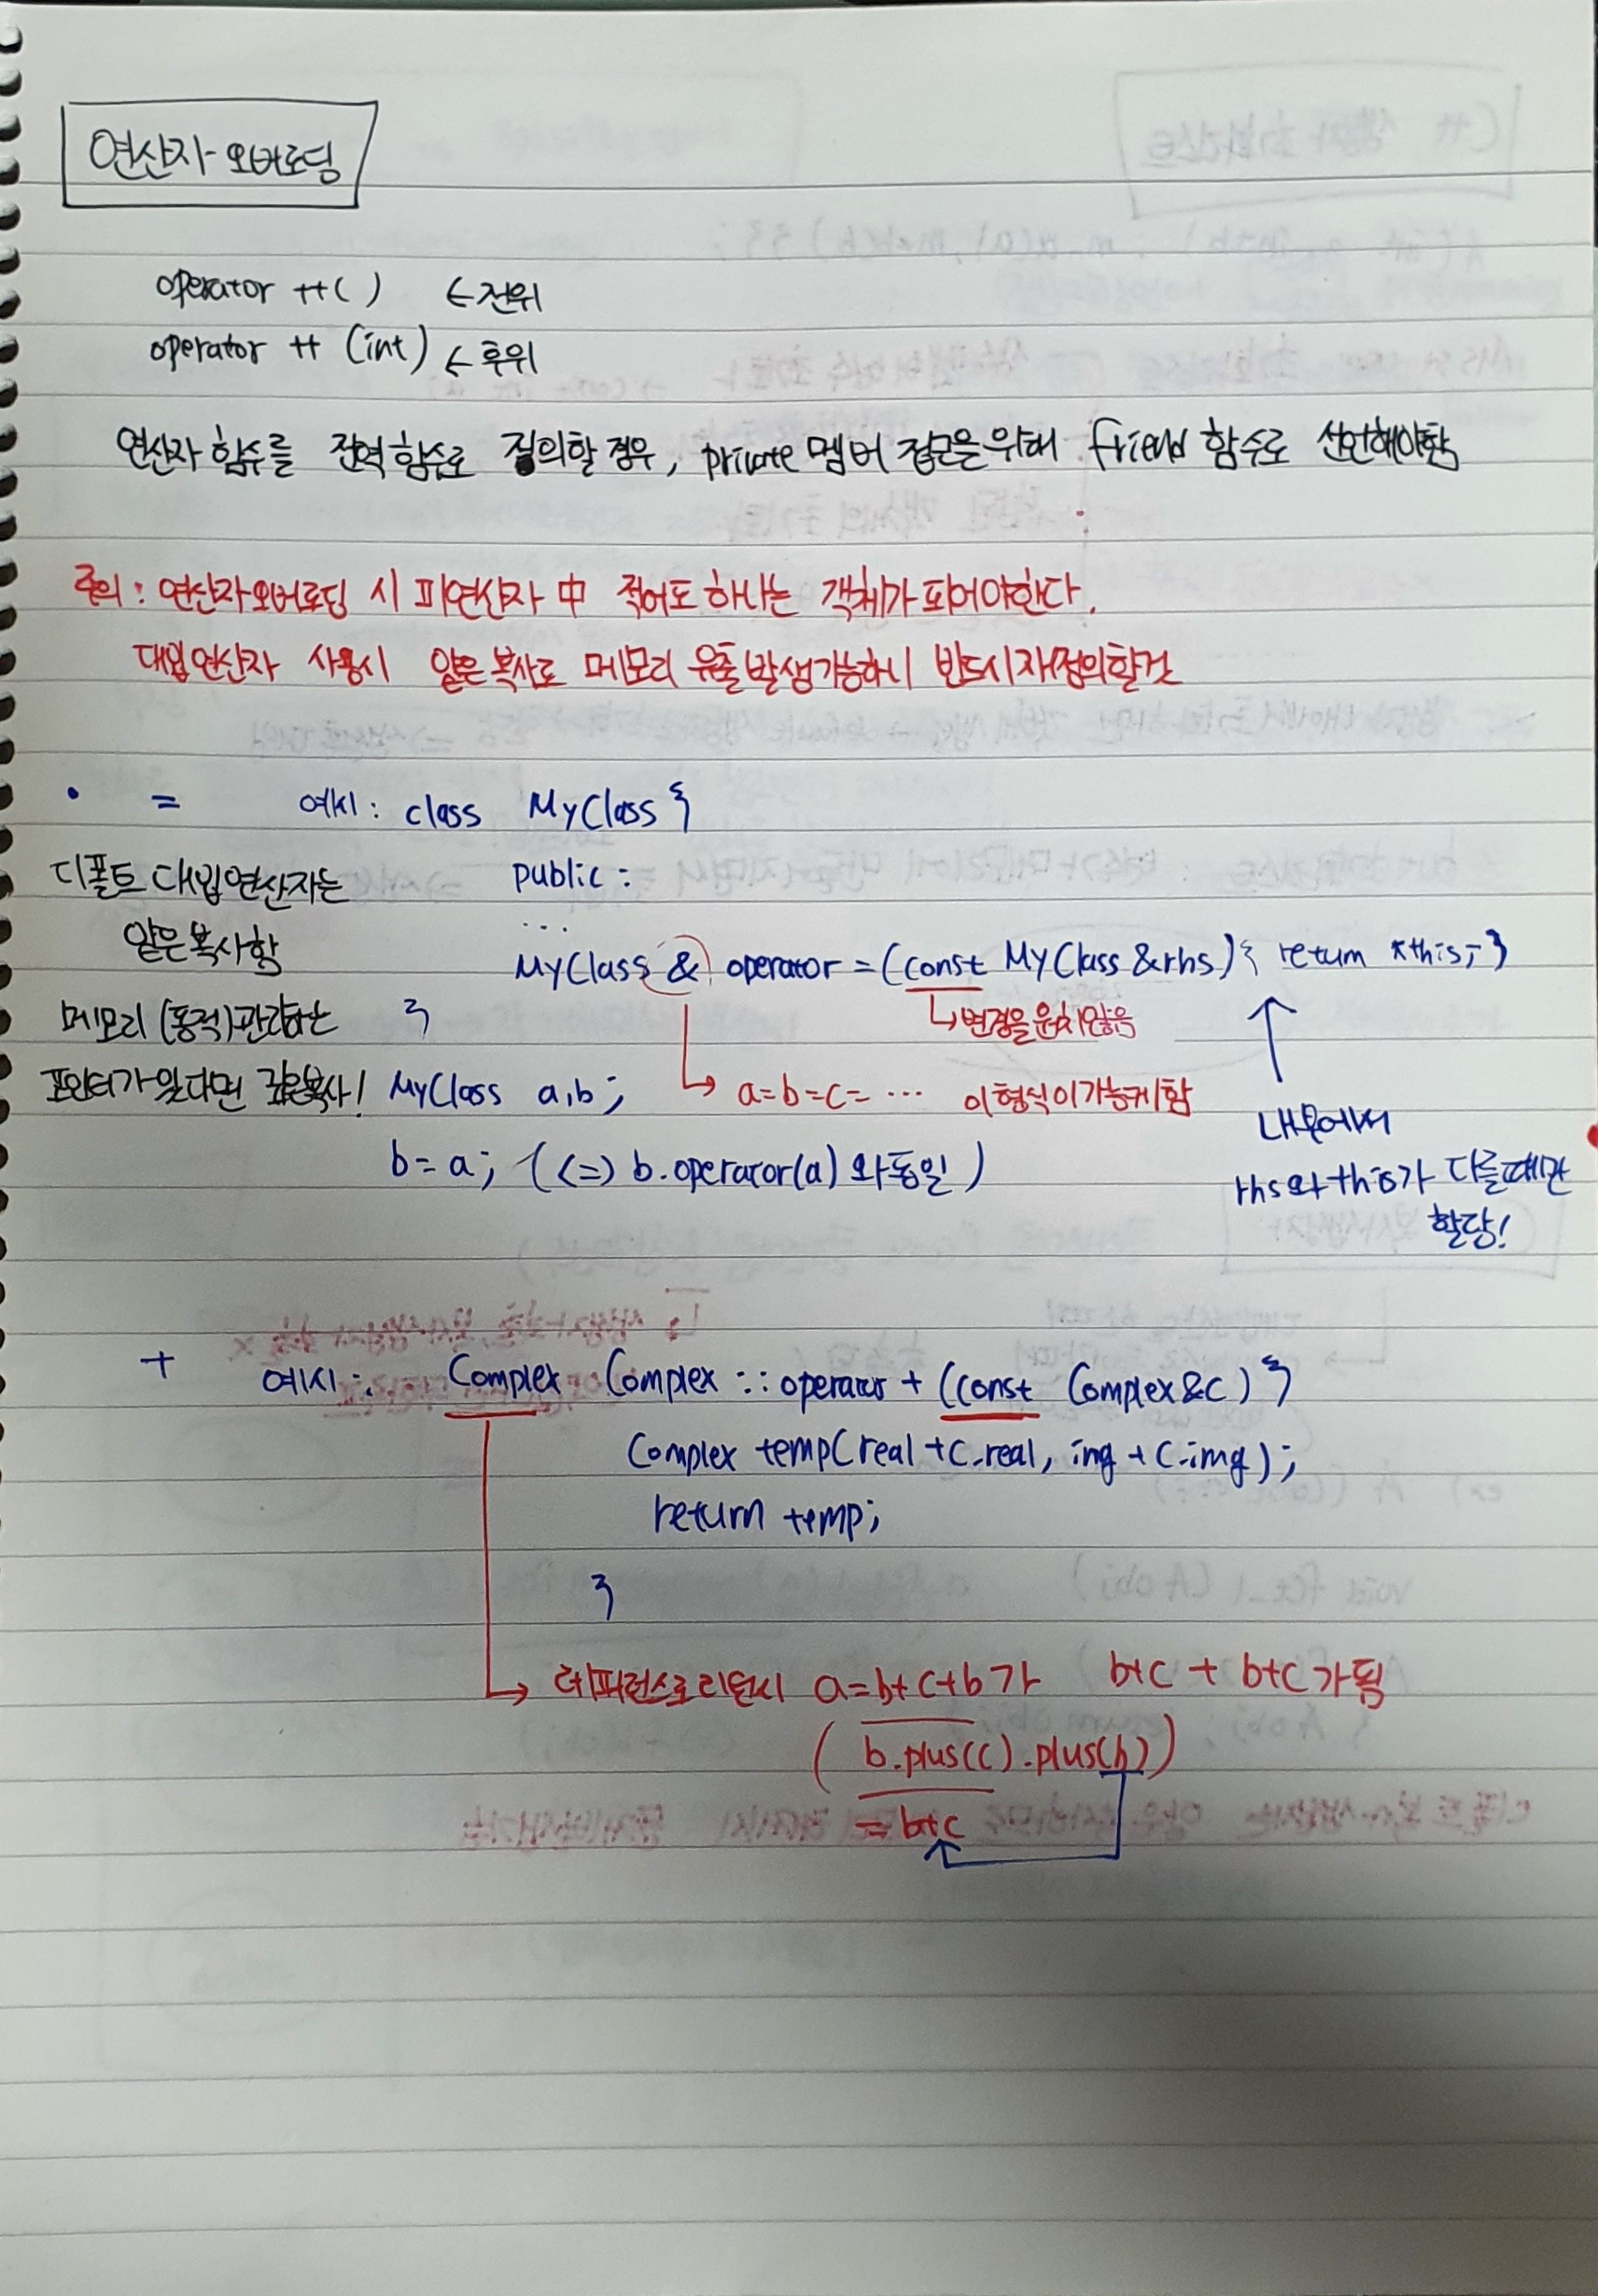 연산자 오버로딩
operator ++() ← 전위
operator ++ (int) ← 후위
연산자 함수를 전역함수로 정의할 경우, private 멤버 접근을 위해 friend 함수로 선언해야함
주의: 연산자오버로딩 시 피연산자 中 적어도 하나는 객체가 되어야한다.
대입연산자 사용시 얕은 복사로 메모리 유출발생가능하니 반드시재정의할것
• = 예시: class MyClass {
디폴트 대입연산자는 public:
얕은복사함 ...
MyClass & operator = (const MyClass &rhs) { return *this; }
메모리 (동적)관리하는 } ↳변경을 원치않음
포인터가 있다면 깊은복사! MyClass a,b; → a=b=c= ... 이 형식이가능케함
내부에서
b = a; (<=> b.operator(a) 와동일)
rhs와 this가 다를때만
할당!
+ 예시: Complex Complex :: operator + (const Complex&c) {
Complex temp(real + c.real, img + c.img);
return temp;
}
→ 레퍼런스로리턴시 a=b+c+b 가 b+c + b+c 가됨
( b.plus(c).plus(b) )
= b+c